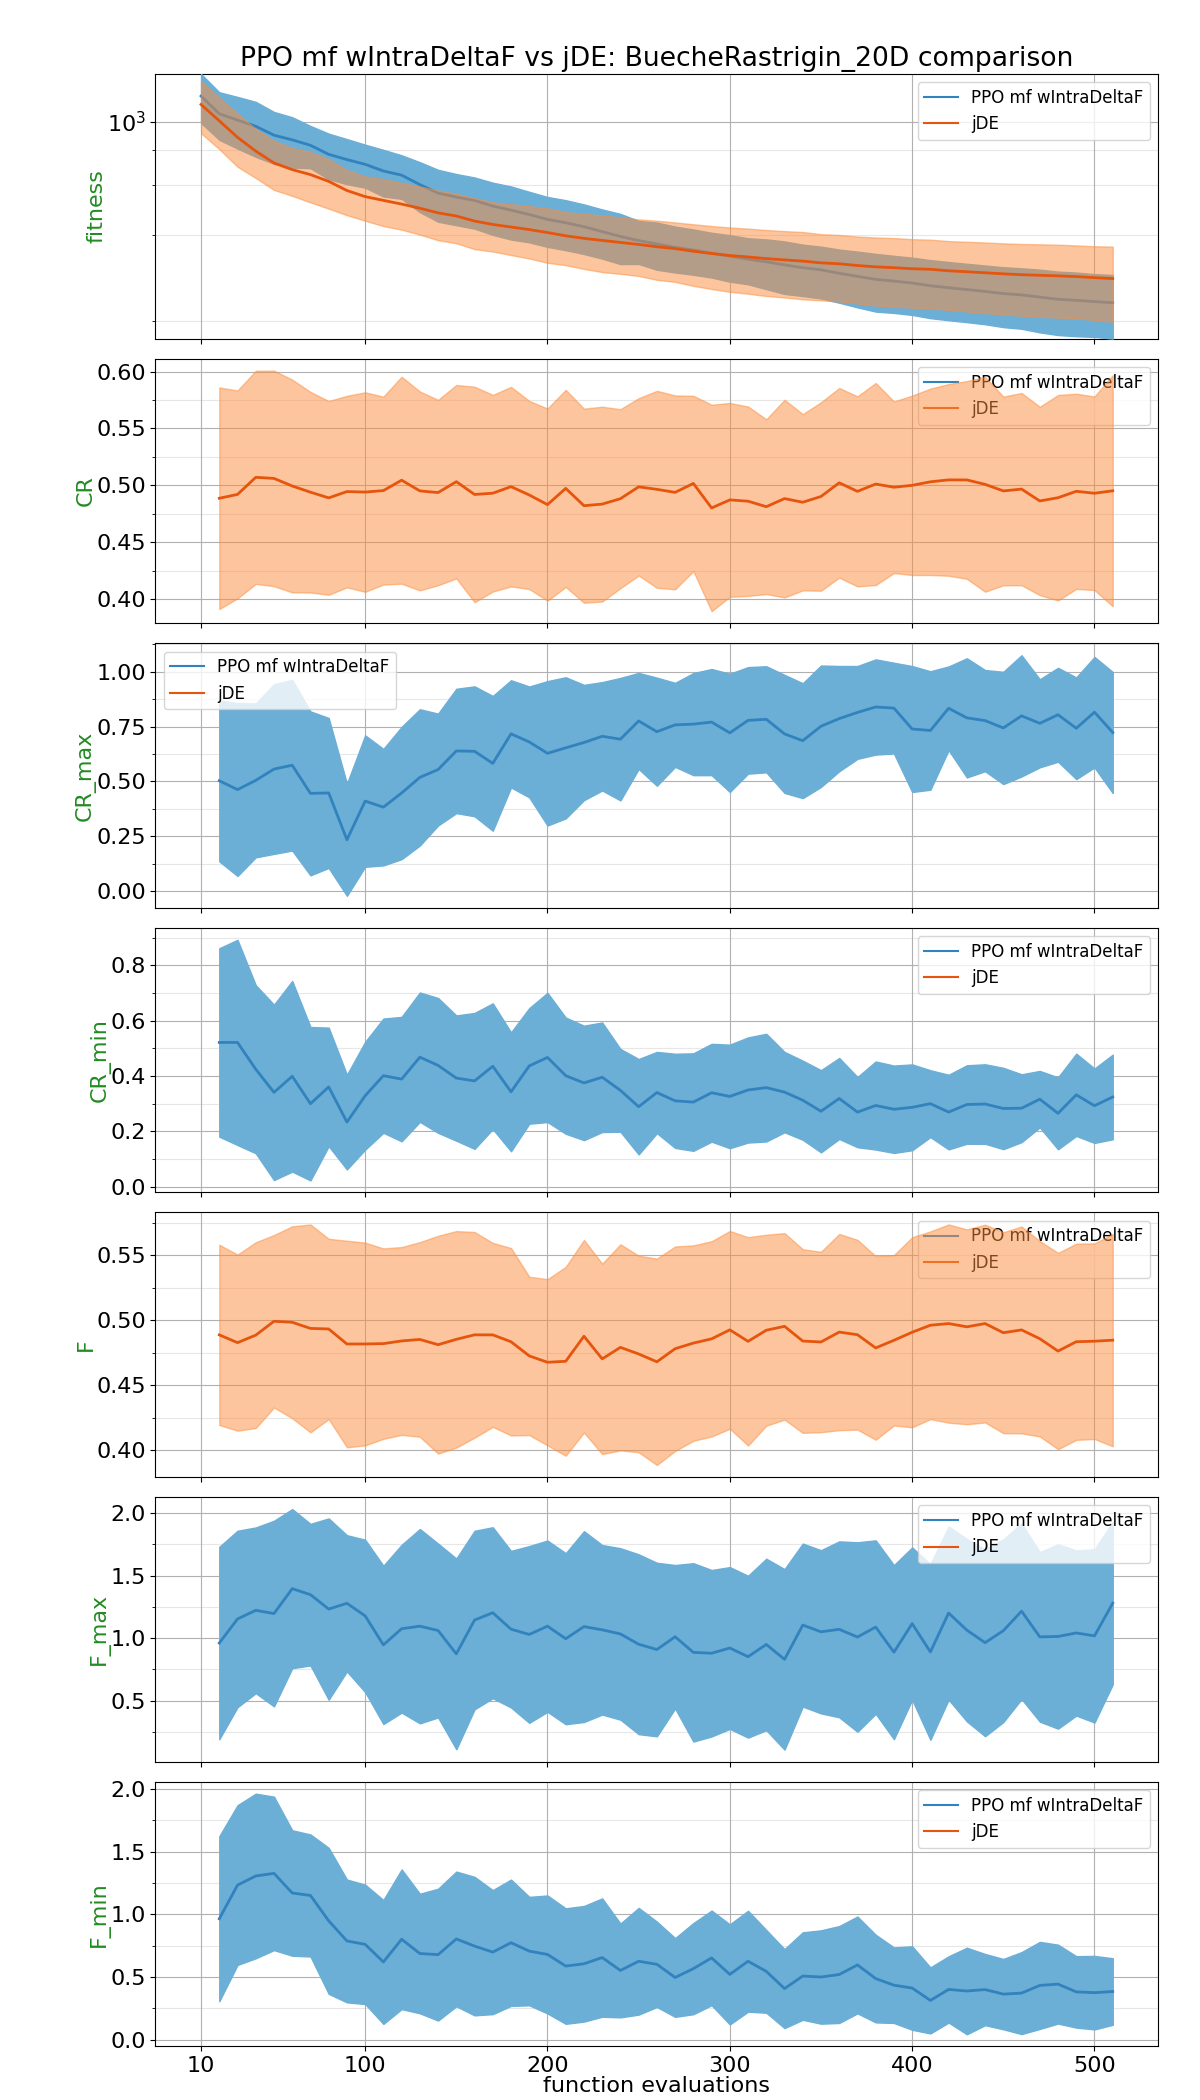 PPO mf wIntraDeltaF vs jDE: BuecheRastrigin_20D comparison
10³
fitness
PPO mf wIntraDeltaF
jDE
0.60
0.55
0.50
0.45
0.40
CR
PPO mf wIntraDeltaF
jDE
1.00
0.75
0.50
0.25
0.00
CR_max
PPO mf wIntraDeltaF
jDE
0.8
0.6
0.4
0.2
0.0
CR_min
PPO mf wIntraDeltaF
jDE
0.55
0.50
0.45
0.40
F
PPO mf wIntraDeltaF
jDE
2.0
1.5
1.0
0.5
F_max
PPO mf wIntraDeltaF
jDE
2.0
1.5
1.0
0.5
0.0
F_min
PPO mf wIntraDeltaF
jDE
10 100 200 300 400 500
function evaluations